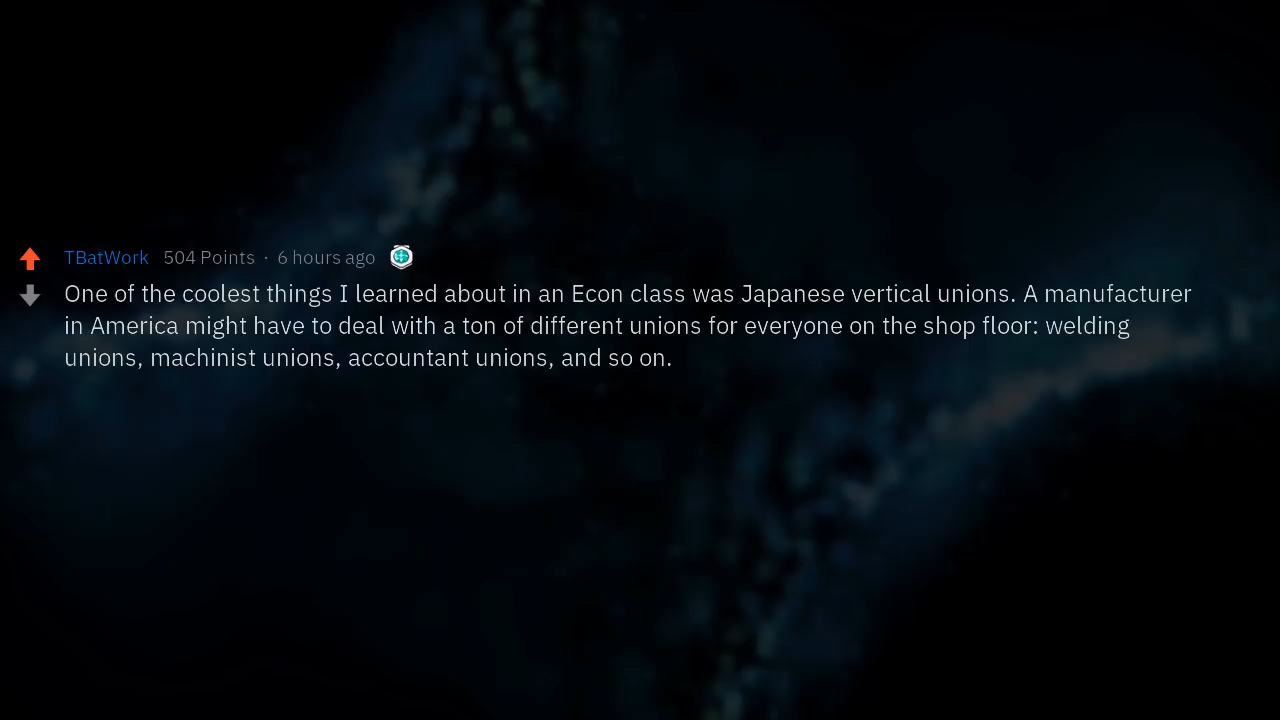 TBatWork 504 Points · 6 hours ago
One of the coolest things I learned about in an Econ class was Japanese vertical unions. A manufacturer
in America might have to deal with a ton of different unions for everyone on the shop floor: welding
unions, machinist unions, accountant unions, and so on.